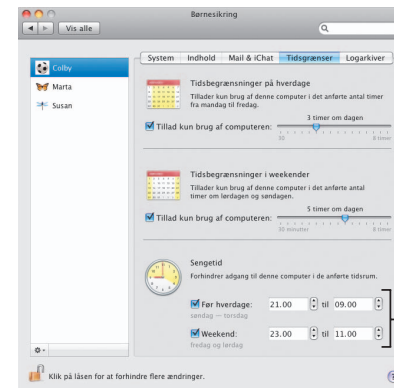 Børnesikring
Vis alle
System Indhold Mail & iChat Tidsgrænser Logarkiver
Colby
Marta
Susan
Tidsbegrænsninger på hverdage
Tillader kun brug af denne computer i det anførte antal timer
fra mandag til fredag.
3 timer om dagen
Tillad kun brug af computeren:
30 8 timer
Tidsbegrænsninger i weekender
Tillader kun brug af denne computer i det anførte antal
timer om lørdagen og søndagen.
5 timer om dagen
Tillad kun brug af computeren:
30 minutter 8 timer
Sengetid
Forhindrer adgang til denne computer i de anførte tidsrum.
Før hverdage: 21.00 til 09.00
søndag — torsdag
Weekend: 23.00 til 11.00
fredag og lørdag
Klik på låsen for at forhindre flere ændringer. ?